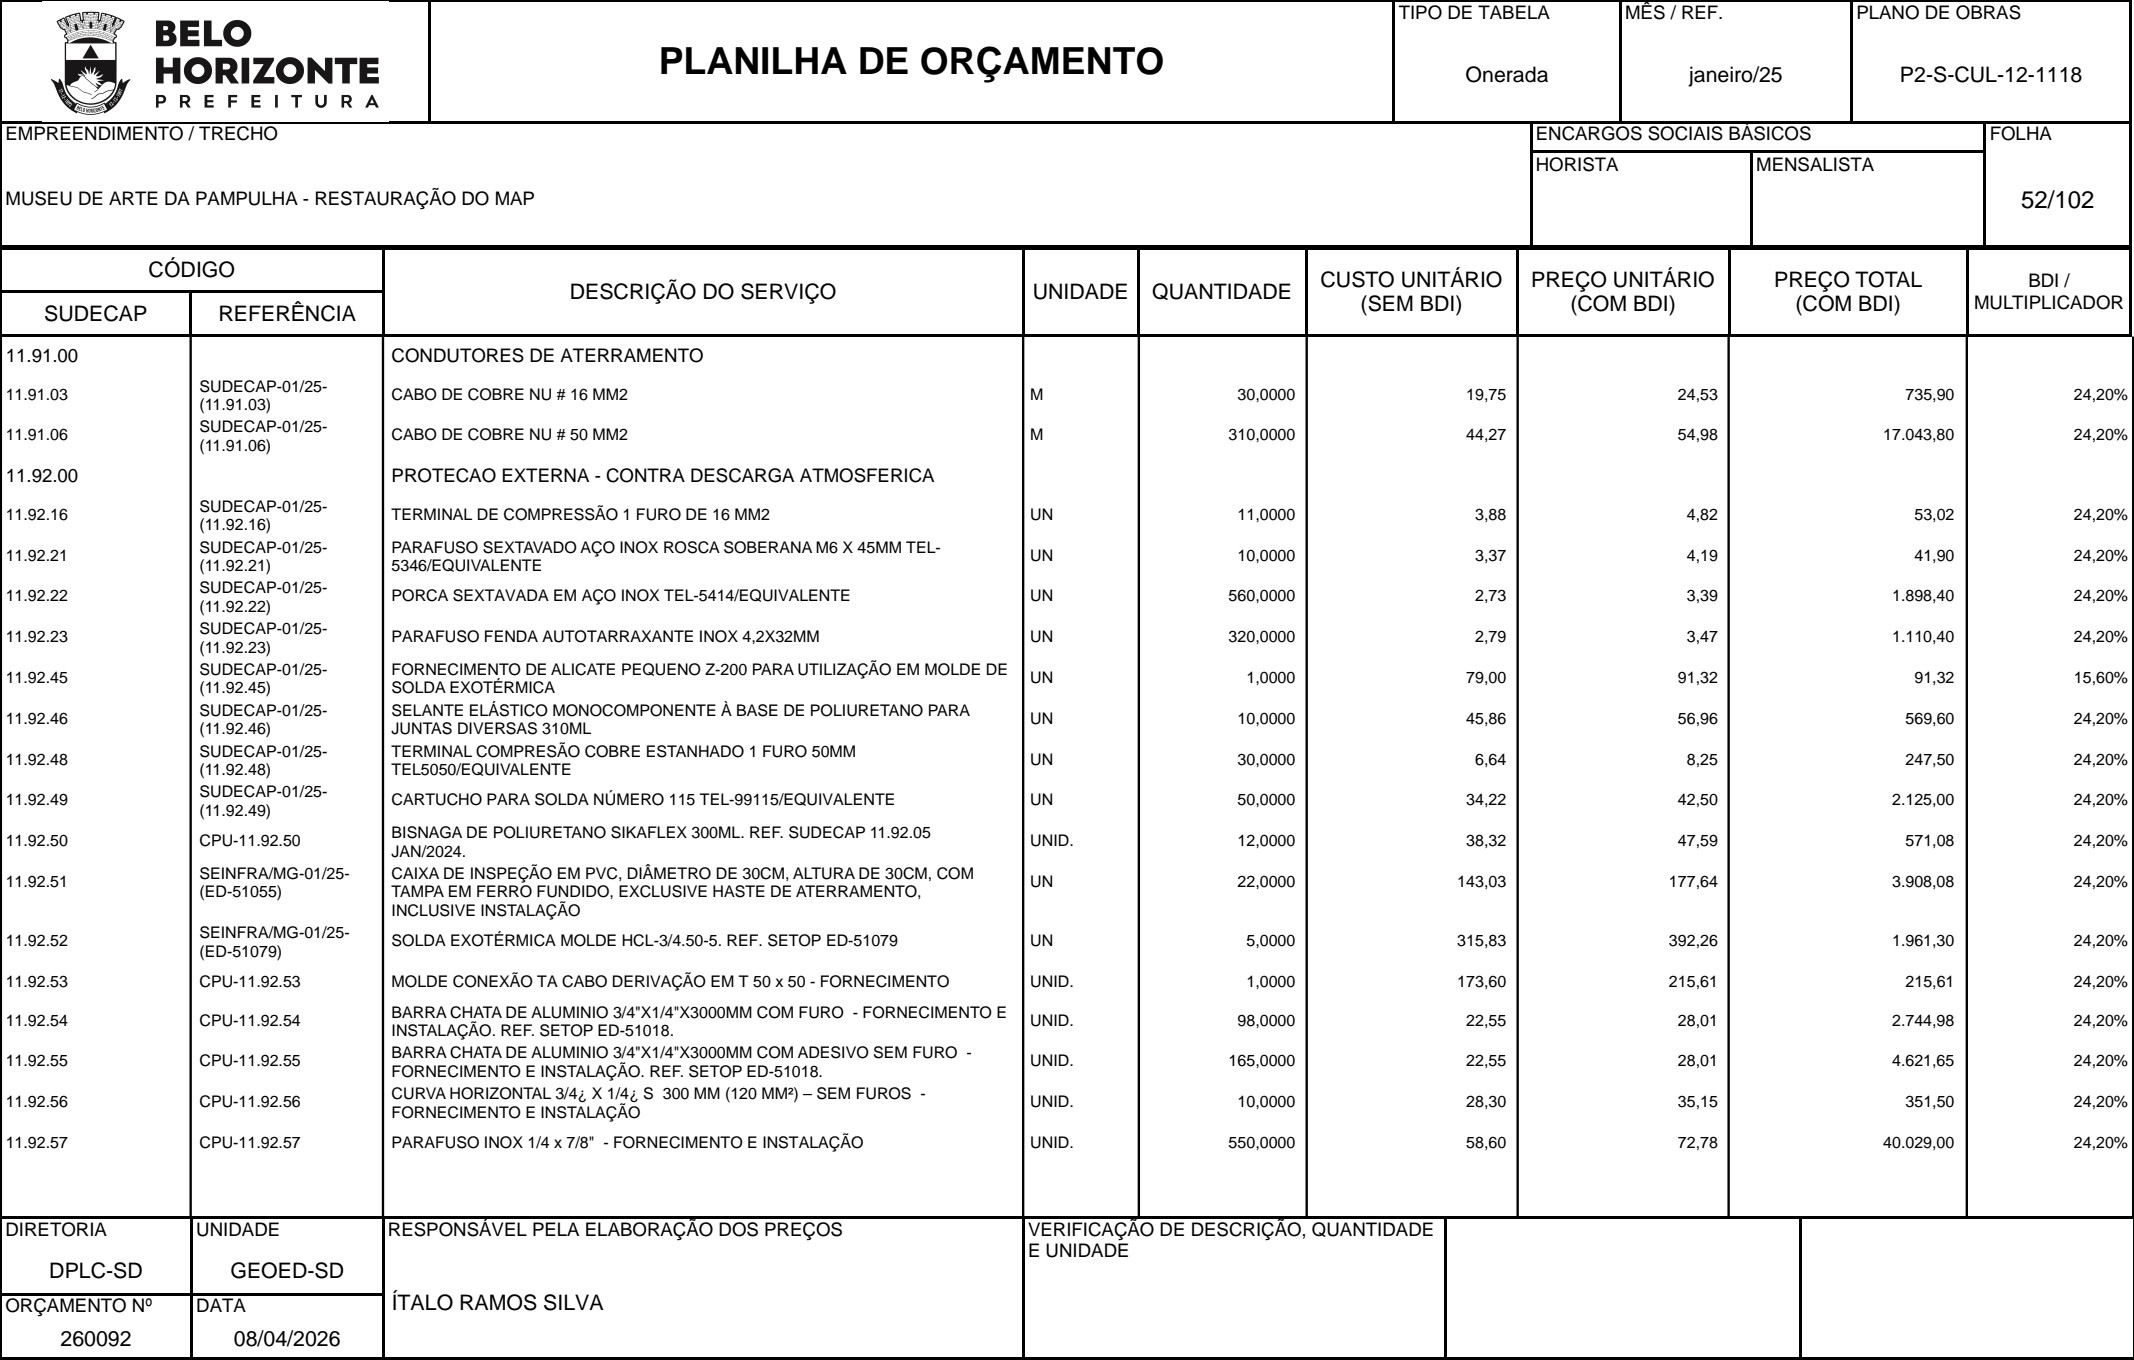 BELO
HORIZONTE
PREFEITURA
PLANILHA DE ORÇAMENTO
TIPO DE TABELA
Onerada
MÊS / REF.
janeiro/25
PLANO DE OBRAS
P2-S-CUL-12-1118
EMPREENDIMENTO / TRECHO
MUSEU DE ARTE DA PAMPULHA - RESTAURAÇÃO DO MAP
ENCARGOS SOCIAIS BÁSICOS
HORISTA
MENSALISTA
FOLHA
52/102
CÓDIGO
SUDECAP
REFERÊNCIA
DESCRIÇÃO DO SERVIÇO
UNIDADE
QUANTIDADE
CUSTO UNITÁRIO
(SEM BDI)
PREÇO UNITÁRIO
(COM BDI)
PREÇO TOTAL
(COM BDI)
BDI /
MULTIPLICADOR
11.91.00 CONDUTORES DE ATERRAMENTO
11.91.03 SUDECAP-01/25-
(11.91.03) CABO DE COBRE NU # 16 MM2 M 30,0000 19,75 24,53 735,90 24,20%
11.91.06 SUDECAP-01/25-
(11.91.06) CABO DE COBRE NU # 50 MM2 M 310,0000 44,27 54,98 17.043,80 24,20%
11.92.00 PROTECAO EXTERNA - CONTRA DESCARGA ATMOSFERICA
11.92.16 SUDECAP-01/25-
(11.92.16) TERMINAL DE COMPRESSÃO 1 FURO DE 16 MM2 UN 11,0000 3,88 4,82 53,02 24,20%
11.92.21 SUDECAP-01/25-
(11.92.21) PARAFUSO SEXTAVADO AÇO INOX ROSCA SOBERANA M6 X 45MM TEL-
5346/EQUIVALENTE UN 10,0000 3,37 4,19 41,90 24,20%
11.92.22 SUDECAP-01/25-
(11.92.22) PORCA SEXTAVADA EM AÇO INOX TEL-5414/EQUIVALENTE UN 560,0000 2,73 3,39 1.898,40 24,20%
11.92.23 SUDECAP-01/25-
(11.92.23) PARAFUSO FENDA AUTOTARRAXANTE INOX 4,2X32MM UN 320,0000 2,79 3,47 1.110,40 24,20%
11.92.45 SUDECAP-01/25-
(11.92.45) FORNECIMENTO DE ALICATE PEQUENO Z-200 PARA UTILIZAÇÃO EM MOLDE DE
SOLDA EXOTÉRMICA UN 1,0000 79,00 91,32 91,32 15,60%
11.92.46 SUDECAP-01/25-
(11.92.46) SELANTE ELÁSTICO MONOCOMPONENTE À BASE DE POLIURETANO PARA
JUNTAS DIVERSAS 310ML UN 10,0000 45,86 56,96 569,60 24,20%
11.92.48 SUDECAP-01/25-
(11.92.48) TERMINAL COMPRESÃO COBRE ESTANHADO 1 FURO 50MM
TEL5050/EQUIVALENTE UN 30,0000 6,64 8,25 247,50 24,20%
11.92.49 SUDECAP-01/25-
(11.92.49) CARTUCHO PARA SOLDA NÚMERO 115 TEL-99115/EQUIVALENTE UN 50,0000 34,22 42,50 2.125,00 24,20%
11.92.50 CPU-11.92.50 BISNAGA DE POLIURETANO SIKAFLEX 300ML. REF. SUDECAP 11.92.05
JAN/2024. UNID. 12,0000 38,32 47,59 571,08 24,20%
11.92.51 SEINFRA/MG-01/25-
(ED-51055) CAIXA DE INSPEÇÃO EM PVC, DIÂMETRO DE 30CM, ALTURA DE 30CM, COM
TAMPA EM FERRO FUNDIDO, EXCLUSIVE HASTE DE ATERRAMENTO,
INCLUSIVE INSTALAÇÃO UN 22,0000 143,03 177,64 3.908,08 24,20%
11.92.52 SEINFRA/MG-01/25-
(ED-51079) SOLDA EXOTÉRMICA MOLDE HCL-3/4.50-5. REF. SETOP ED-51079 UN 5,0000 315,83 392,26 1.961,30 24,20%
11.92.53 CPU-11.92.53 MOLDE CONEXÃO TA CABO DERIVAÇÃO EM T 50 x 50 - FORNECIMENTO UNID. 1,0000 173,60 215,61 215,61 24,20%
11.92.54 CPU-11.92.54 BARRA CHATA DE ALUMINIO 3/4"X1/4"X3000MM COM FURO - FORNECIMENTO E
INSTALAÇÃO. REF. SETOP ED-51018. UNID. 98,0000 22,55 28,01 2.744,98 24,20%
11.92.55 CPU-11.92.55 BARRA CHATA DE ALUMINIO 3/4"X1/4"X3000MM COM ADESIVO SEM FURO -
FORNECIMENTO E INSTALAÇÃO. REF. SETOP ED-51018. UNID. 165,0000 22,55 28,01 4.621,65 24,20%
11.92.56 CPU-11.92.56 CURVA HORIZONTAL 3/4¿ X 1/4¿ S 300 MM (120 MM²) – SEM FUROS -
FORNECIMENTO E INSTALAÇÃO UNID. 10,0000 28,30 35,15 351,50 24,20%
11.92.57 CPU-11.92.57 PARAFUSO INOX 1/4 x 7/8" - FORNECIMENTO E INSTALAÇÃO UNID. 550,0000 58,60 72,78 40.029,00 24,20%
DIRETORIA
DPLC-SD
UNIDADE
GEOED-SD
ORÇAMENTO Nº
260092
DATA
08/04/2026
RESPONSÁVEL PELA ELABORAÇÃO DOS PREÇOS
ÍTALO RAMOS SILVA
VERIFICAÇÃO DE DESCRIÇÃO, QUANTIDADE
E UNIDADE